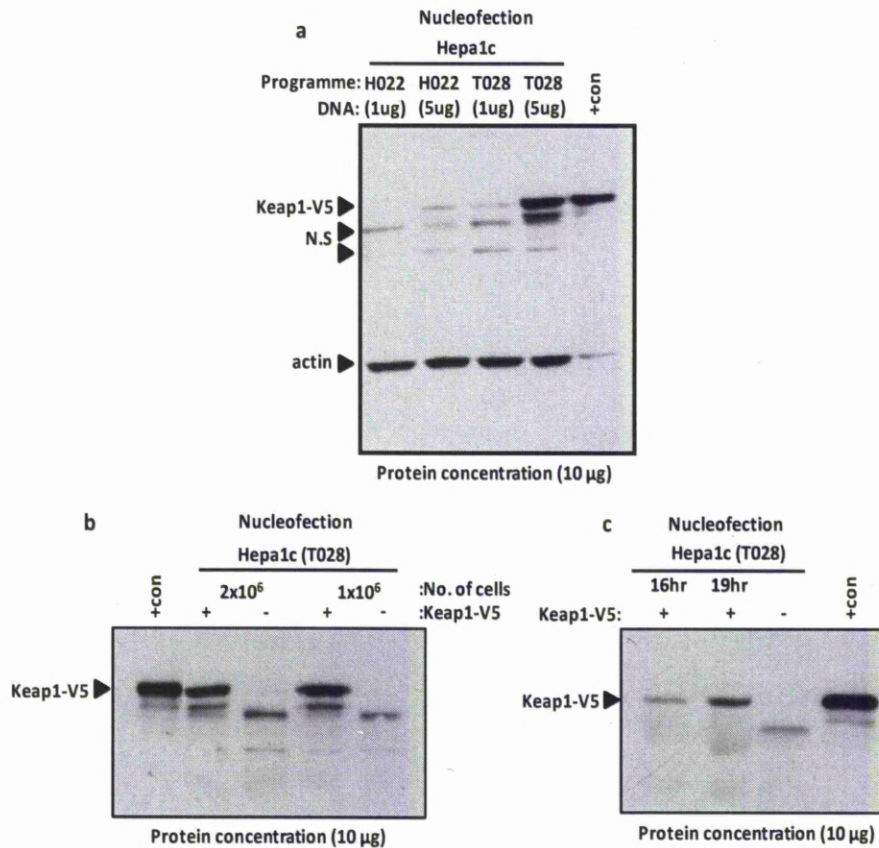 a
Nucleofection
Hepa1c
Programme: H022 H022 T028 T028 +con
DNA: (1ug) (5ug) (1ug) (5ug)
Keap1-V5
N.S
actin
Protein concentration (10 µg)
b
Nucleofection
Hepa1c (T028)
+con 2x10⁶ 1x10⁶ :No. of cells
+ - + - :Keap1-V5
Keap1-V5
Protein concentration (10 µg)
c
Nucleofection
Hepa1c (T028)
16hr 19hr +con
Keap1-V5: + + -
Keap1-V5
Protein concentration (10 µg)